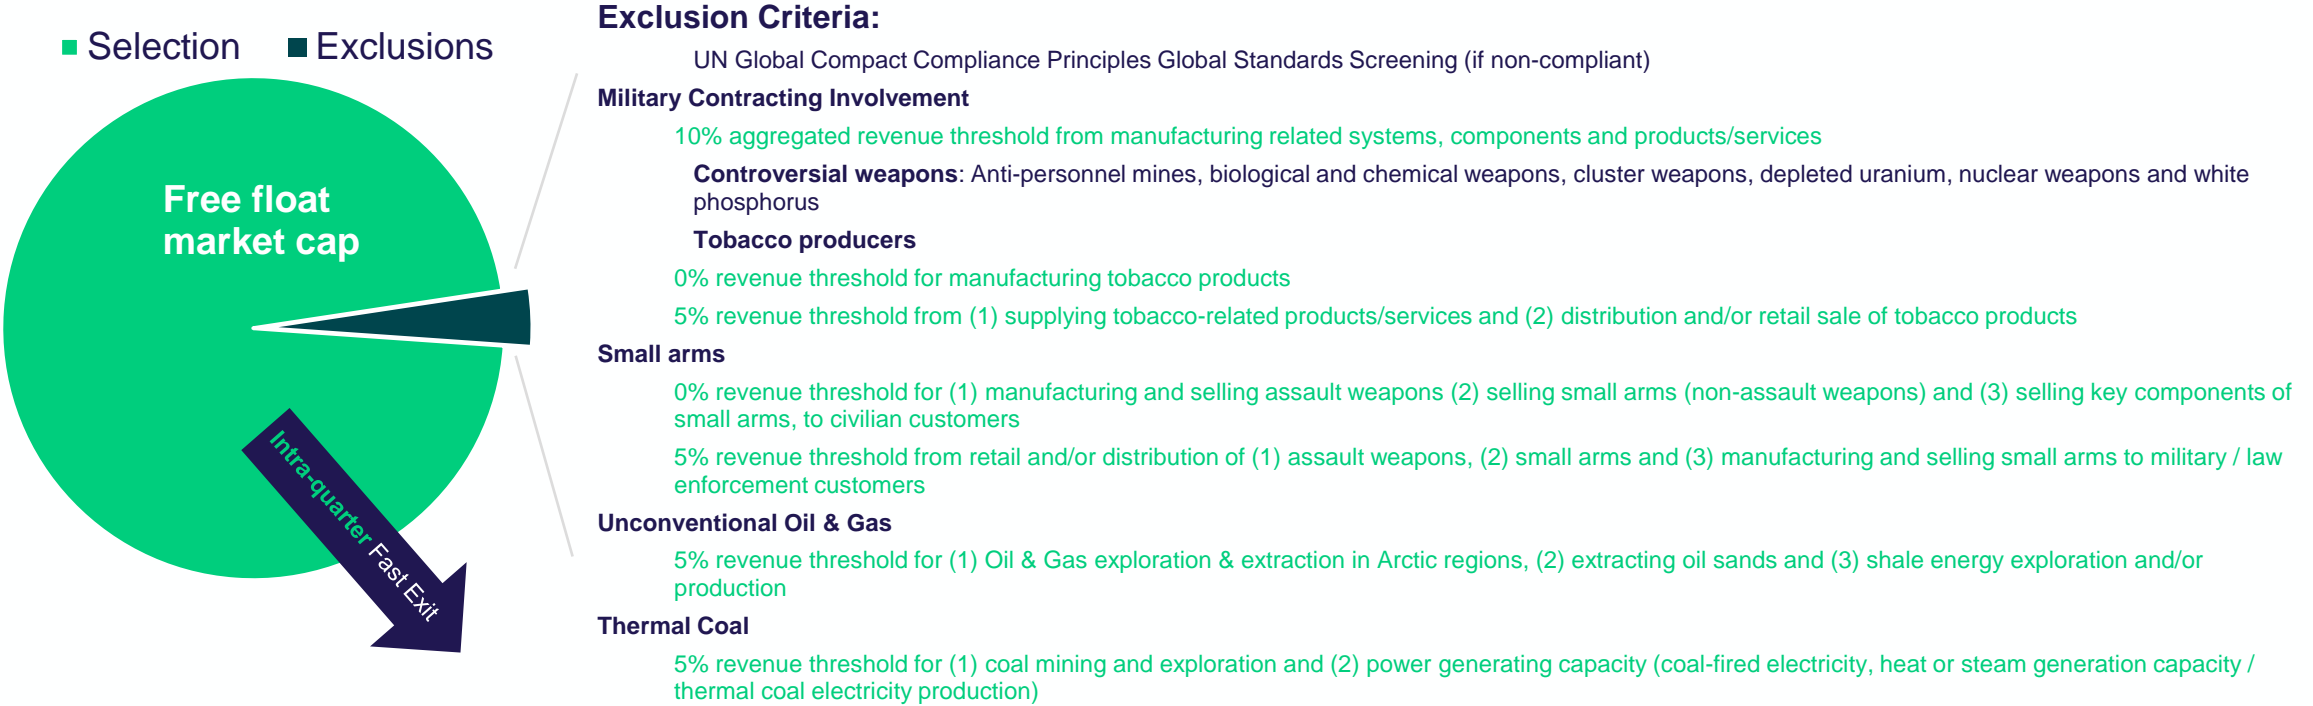 Selection
Exclusions
Free float
market cap
Intra-quarter Fast Exit
Exclusion Criteria:
UN Global Compact Compliance Principles Global Standards Screening (if non-compliant)
Military Contracting Involvement
10% aggregated revenue threshold from manufacturing related systems, components and products/services
Controversial weapons: Anti-personnel mines, biological and chemical weapons, cluster weapons, depleted uranium, nuclear weapons and white
phosphorus
Tobacco producers
0% revenue threshold for manufacturing tobacco products
5% revenue threshold from (1) supplying tobacco-related products/services and (2) distribution and/or retail sale of tobacco products
Small arms
0% revenue threshold for (1) manufacturing and selling assault weapons (2) selling small arms (non-assault weapons) and (3) selling key components of
small arms, to civilian customers
5% revenue threshold from retail and/or distribution of (1) assault weapons, (2) small arms and (3) manufacturing and selling small arms to military / law
enforcement customers
Unconventional Oil & Gas
5% revenue threshold for (1) Oil & Gas exploration & extraction in Arctic regions, (2) extracting oil sands and (3) shale energy exploration and/or
production
Thermal Coal
5% revenue threshold for (1) coal mining and exploration and (2) power generating capacity (coal-fired electricity, heat or steam generation capacity /
thermal coal electricity production)